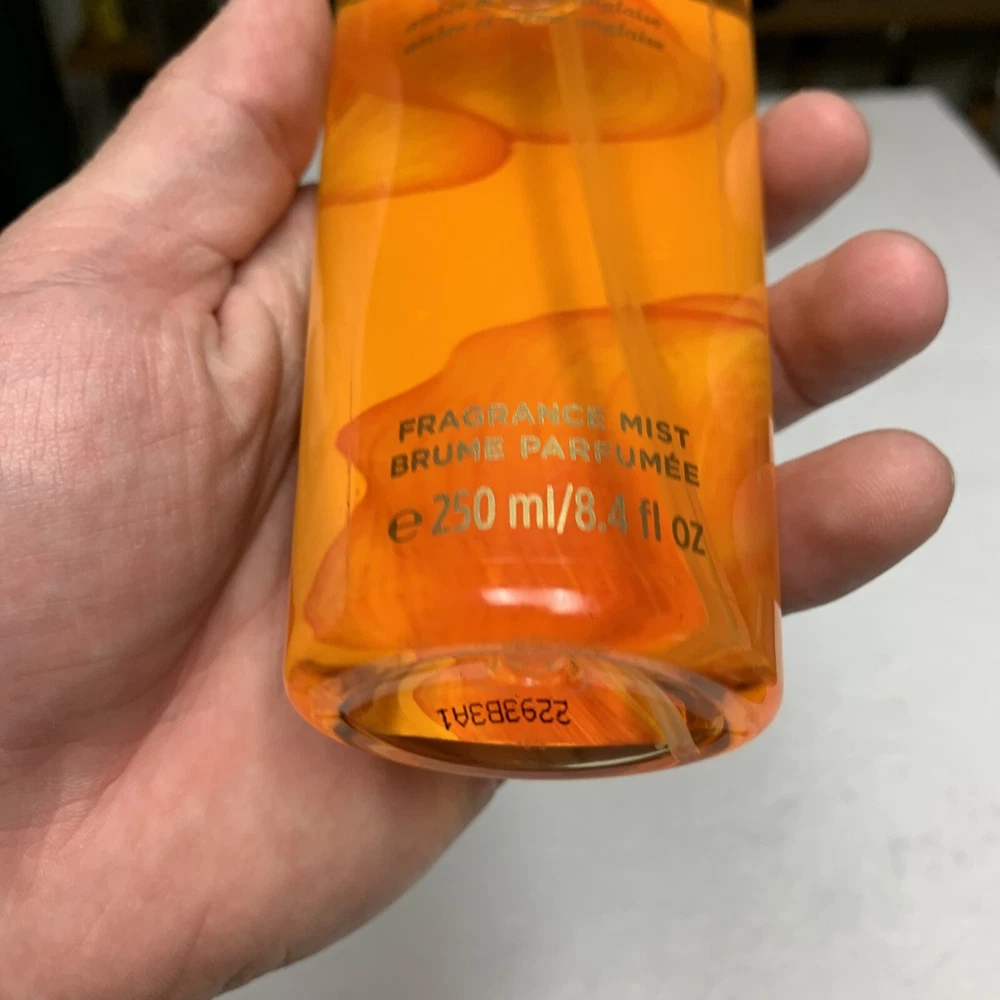 FRAGRANCE MIST
BRUME PARFUMÉE
℮ 250 ml/8.4 fl oz
2293B3A1